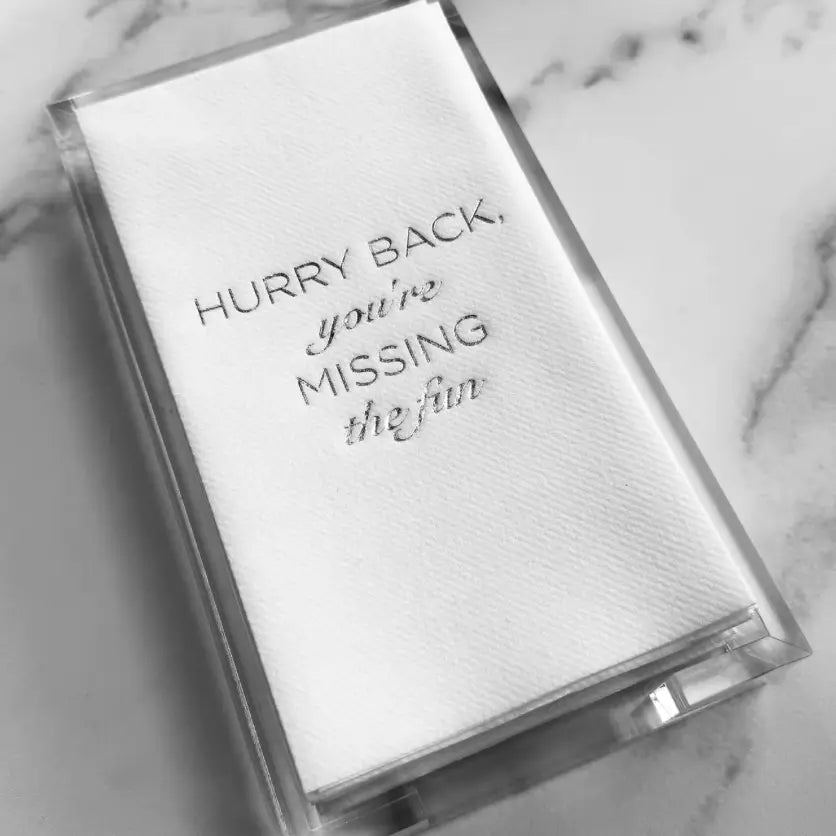 HURRY BACK,
you're
MISSING
the fun